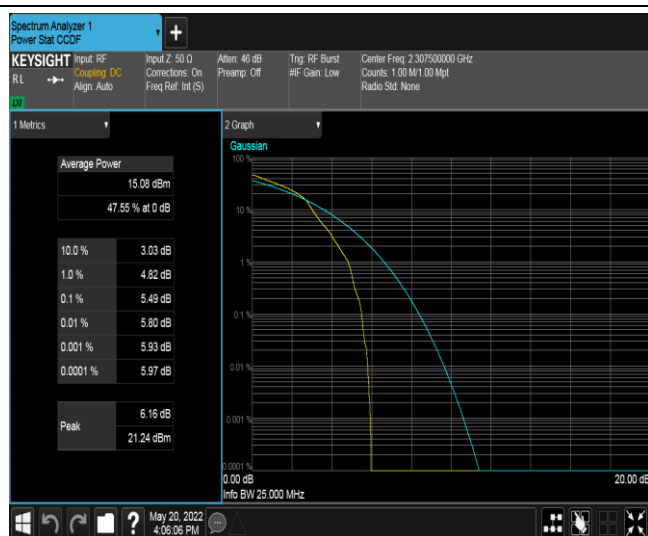 Spectrum Analyzer 1
Power Stat CCDF
KEYSIGHT
Input: RF
Input Z: 50 Ω
Atten: 46 dB
Trig: RF Burst
Center Freq: 2.307500000 GHz
R L
Coupling: DC
Corrections: On
Preamp: Off
#IF Gain: Low
Counts: 1.00 M/1.00 Mpt
Align: Auto
Freq Ref: Int (S)
Radio Std: None
1 Metrics
2 Graph
Gaussian
Average Power
15.08 dBm
47.55 % at 0 dB
10.0 % 3.03 dB
1.0 % 4.82 dB
0.1 % 5.49 dB
0.01 % 5.80 dB
0.001 % 5.93 dB
0.0001 % 5.97 dB
Peak
6.16 dB
21.24 dBm
100 %
10 %
1 %
0.1 %
0.01 %
0.001 %
0.0001 %
0.00 dB
20.00 dB
Info BW 25.000 MHz
?
May 20, 2022
4:06:06 PM